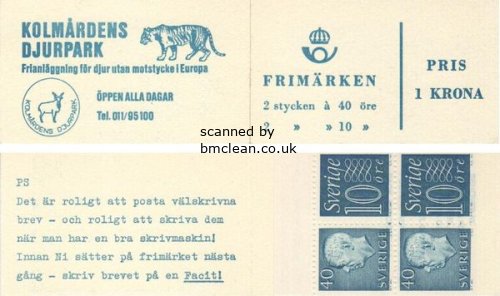 KOLMÅRDENS
DJURPARK
Frianläggning för djur utan motstycke i Europa
KOLMÅRDENS DJURPARK
ÖPPEN ALLA DAGAR
Tel. 011/95100
FRIMÄRKEN
2 stycken à 40 öre
2 » » 10 »
PRIS
1 KRONA
scanned by
bmclean.co.uk
PS
Det är roligt att posta välskrivna
brev - och roligt att skriva dem
när man har en bra skrivmaskin!
Innan Ni sätter på frimärket nästa
gång - skriv brevet på en Facit!
Sverige
10
ÖRE
Sverige
10
ÖRE
40
SVERIGE
40
SVERIGE